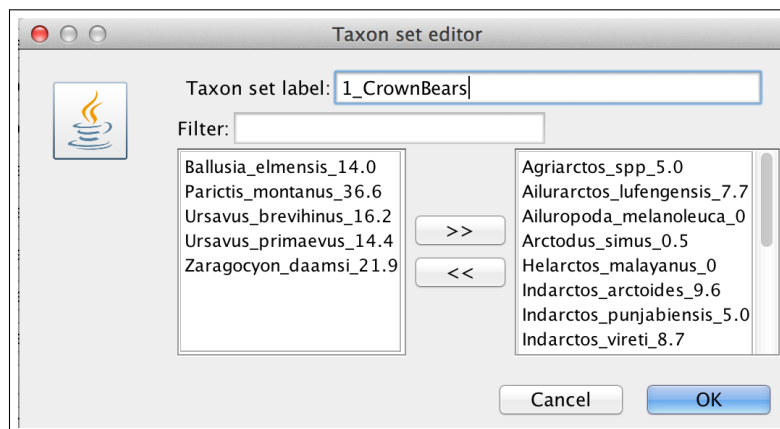 Taxon set editor
Taxon set label: 1_CrownBears
Filter:
Ballusia_elmensis_14.0
Parictis_montanus_36.6
Ursavus_brevihinus_16.2
Ursavus_primaevus_14.4
Zaragocyon_daamsi_21.9
>>
<<
Agriarctos_spp_5.0
Ailurarctos_lufengensis_7.7
Ailuropoda_melanoleuca_0
Arctodus_simus_0.5
Helarctos_malayanus_0
Indarctos_arctoides_9.6
Indarctos_punjabiensis_5.0
Indarctos_vireti_8.7
Cancel
OK